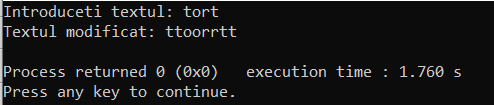 Introduceti textul: tort
Textul modificat: ttoorrtt
Process returned 0 (0x0)   execution time : 1.760 s
Press any key to continue.